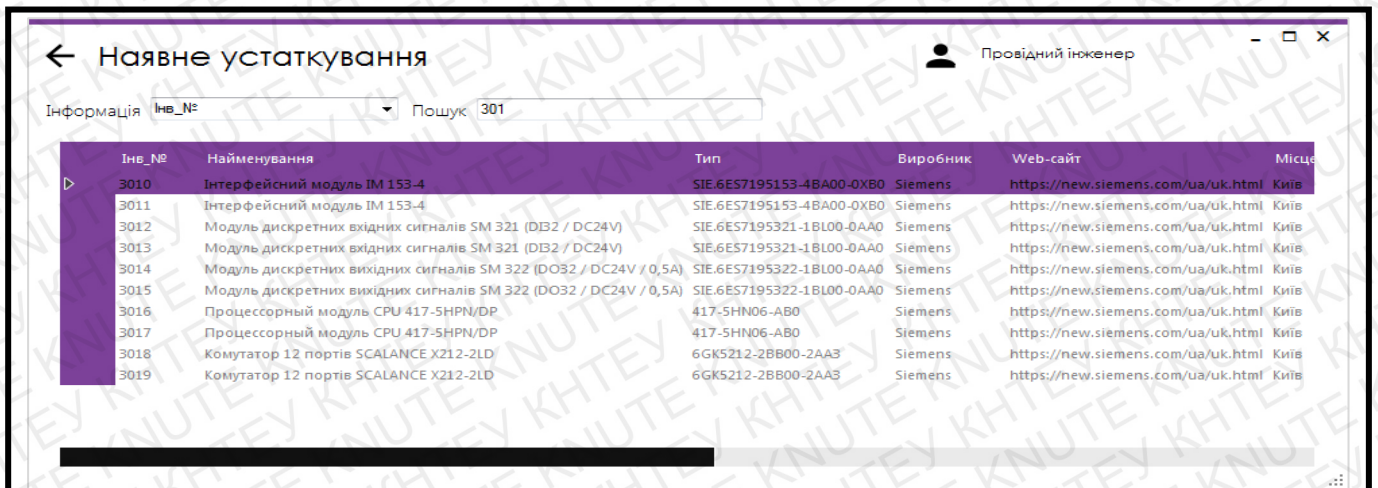 Наявне устаткування
Провідний інженер
Інформація Інв_№ Пошук 301
Інв_№ Найменування Тип Виробник Web-сайт Місце
3010 Інтерфейсний модуль IM 153-4 SIE.6ES7195153-4BA00-0XB0 Siemens https://new.siemens.com/ua/uk.html Київ
3011 Інтерфейсний модуль IM 153-4 SIE.6ES7195153-4BA00-0XB0 Siemens https://new.siemens.com/ua/uk.html Київ
3012 Модуль дискретних вхідних сигналів SM 321 (DI32 / DC24V) SIE.6ES7195321-1BL00-0AA0 Siemens https://new.siemens.com/ua/uk.html Київ
3013 Модуль дискретних вхідних сигналів SM 321 (DI32 / DC24V) SIE.6ES7195321-1BL00-0AA0 Siemens https://new.siemens.com/ua/uk.html Київ
3014 Модуль дискретних вихідних сигналів SM 322 (DO32 / DC24V / 0,5A) SIE.6ES7195322-1BL00-0AA0 Siemens https://new.siemens.com/ua/uk.html Київ
3015 Модуль дискретних вихідних сигналів SM 322 (DO32 / DC24V / 0,5A) SIE.6ES7195322-1BL00-0AA0 Siemens https://new.siemens.com/ua/uk.html Київ
3016 Процессорный модуль CPU 417-5HPN/DP 417-5HN06-AB0 Siemens https://new.siemens.com/ua/uk.html Київ
3017 Процессорный модуль CPU 417-5HPN/DP 417-5HN06-AB0 Siemens https://new.siemens.com/ua/uk.html Київ
3018 Комутатор 12 портів SCALANCE X212-2LD 6GK5212-2BB00-2AA3 Siemens https://new.siemens.com/ua/uk.html Київ
3019 Комутатор 12 портів SCALANCE X212-2LD 6GK5212-2BB00-2AA3 Siemens https://new.siemens.com/ua/uk.html Київ